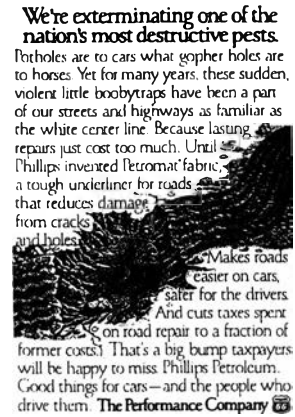 We're exterminating one of the
nation's most destructive pests.
Potholes are to cars what gopher holes are
to horses. Yet for many years, these sudden,
violent little boobytraps have been a part
of our streets and highways as familiar as
the white center line. Because lasting
repairs just cost too much. Until
Phillips invented Petromat fabric,
a tough underliner for roads
that reduces damage
from cracks
and holes.
Makes roads
easier on cars,
safer for the drivers.
And cuts taxes spent
on road repair to a fraction of
former costs. That's a big bump taxpayers
will be happy to miss. Phillips Petroleum.
Good things for cars—and the people who
drive them. The Performance Company 66